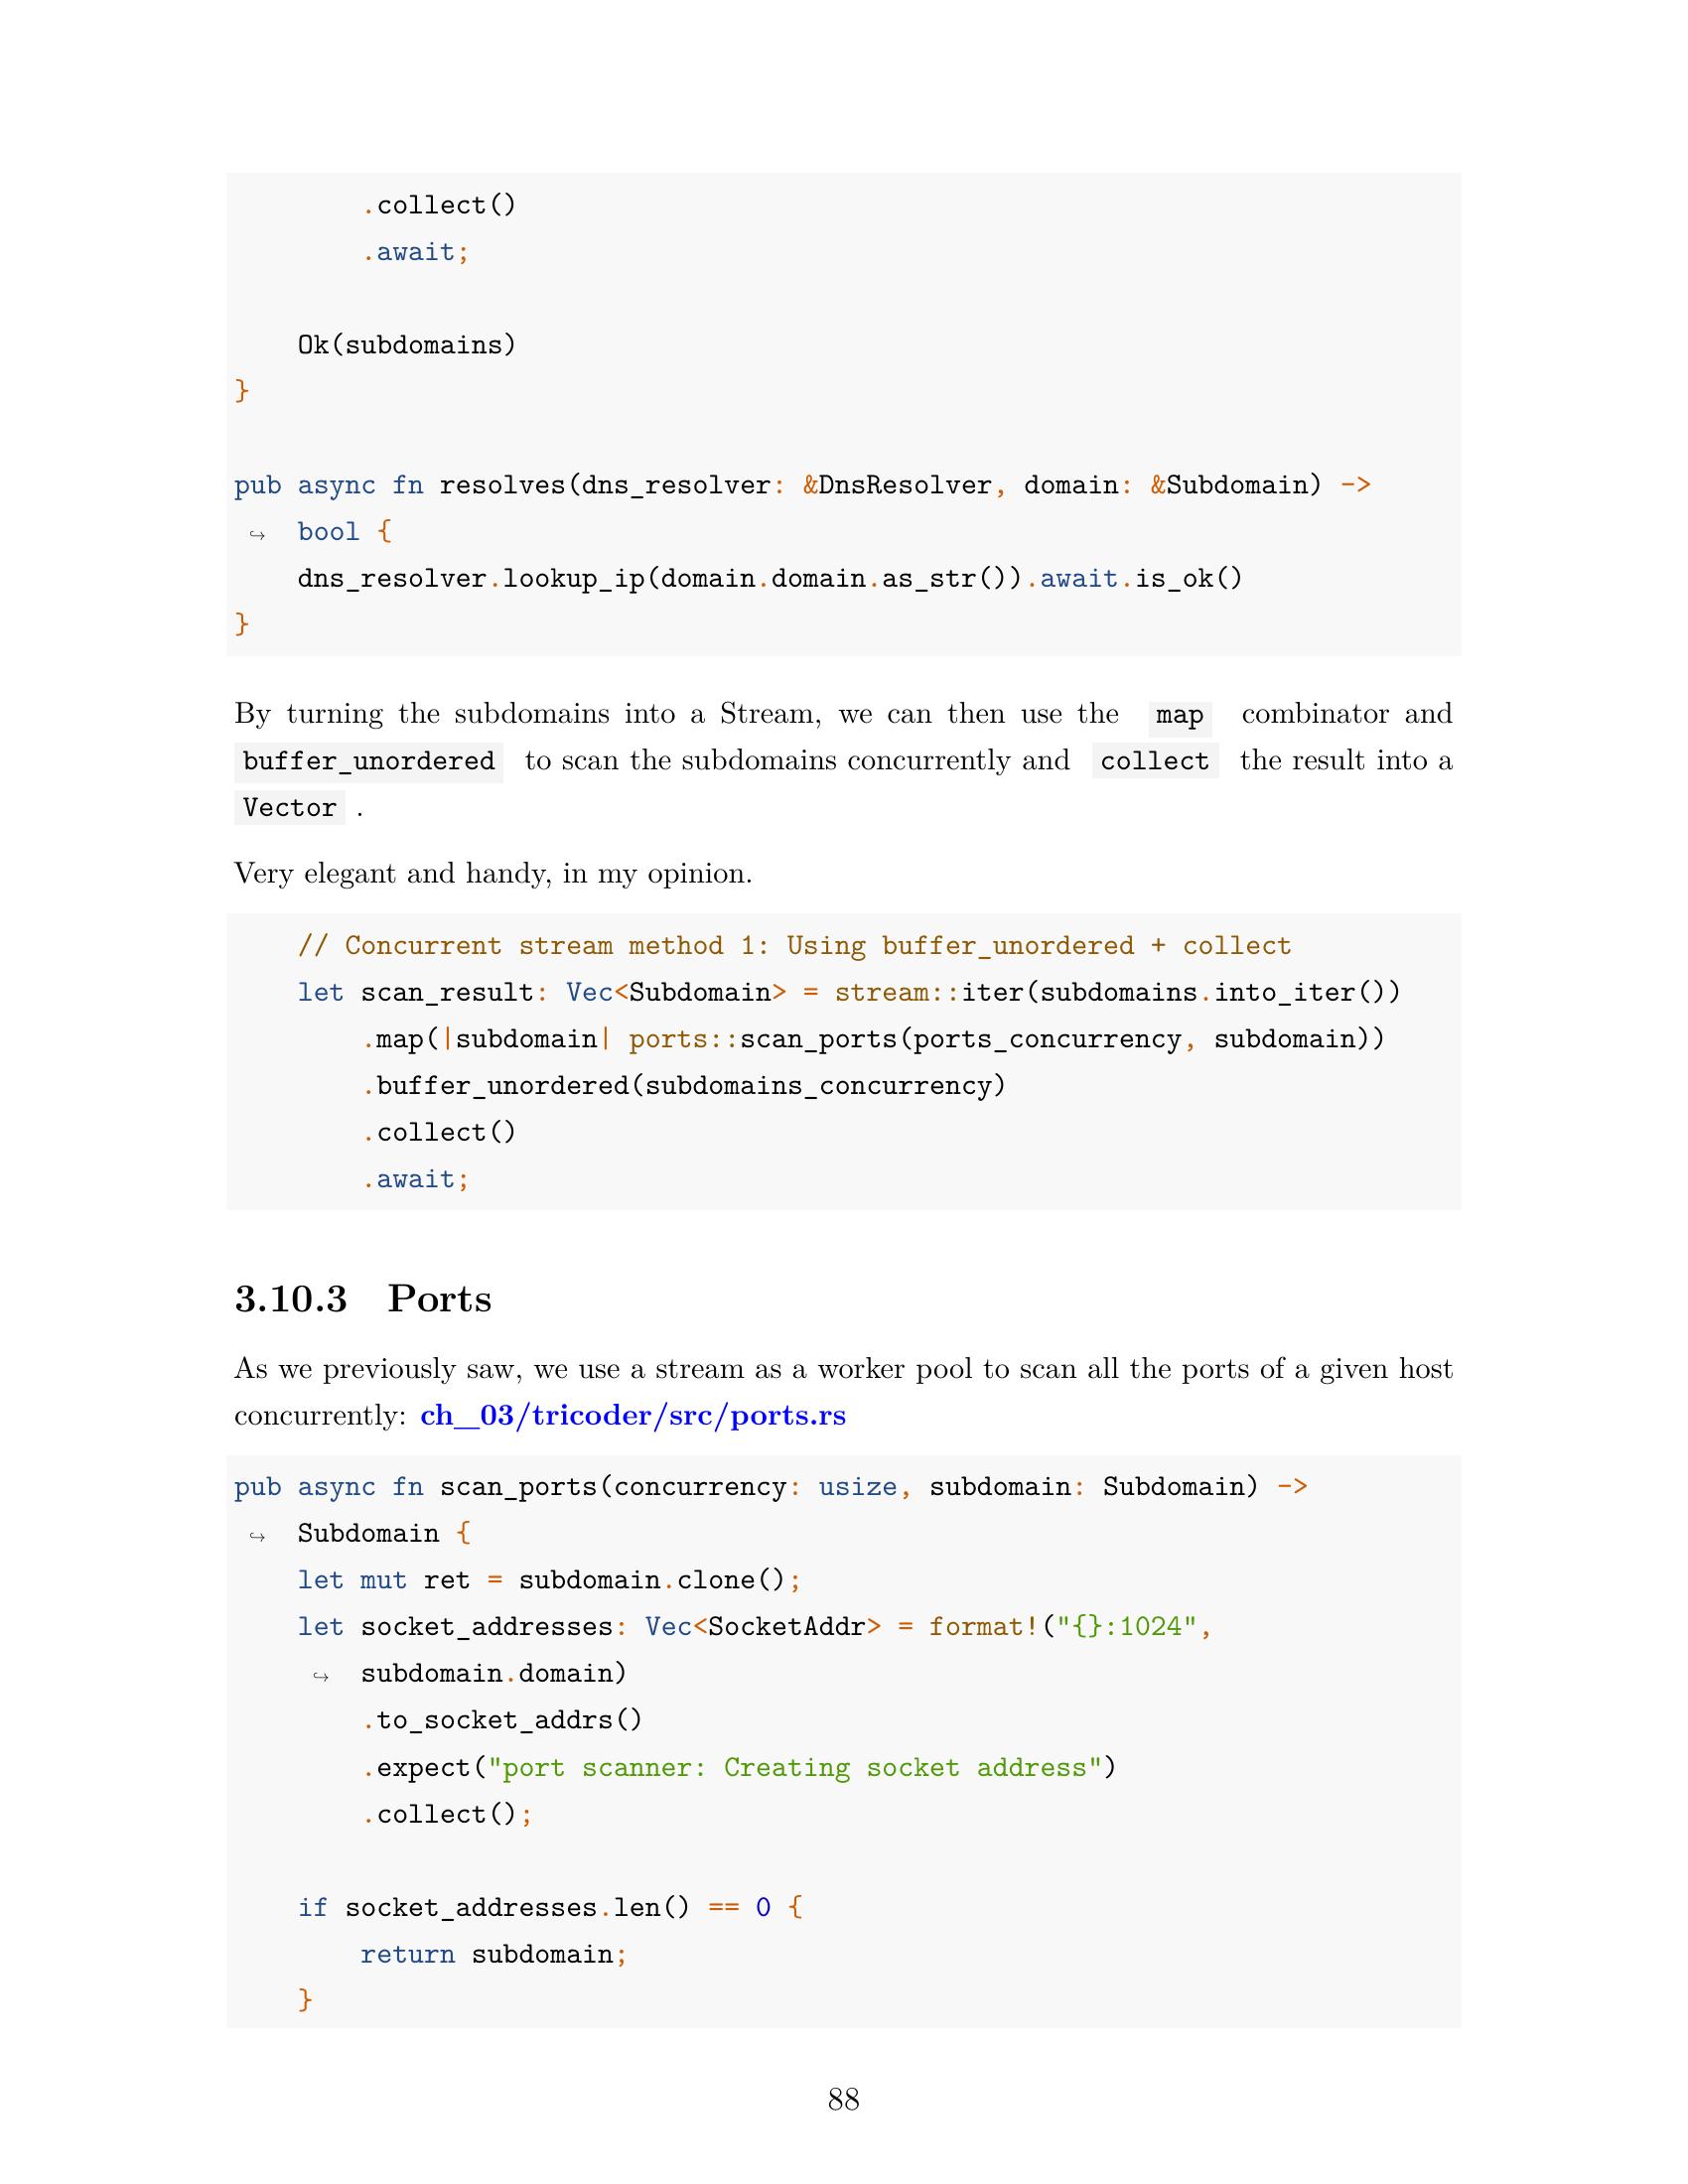 .collect()
        .await;

    Ok(subdomains)
}

pub async fn resolves(dns_resolver: &DnsResolver, domain: &Subdomain) ->
 ↪  bool {
    dns_resolver.lookup_ip(domain.domain.as_str()).await.is_ok()
}

By turning the subdomains into a Stream, we can then use the map combinator and
buffer_unordered to scan the subdomains concurrently and collect the result into a
Vector .

Very elegant and handy, in my opinion.

    // Concurrent stream method 1: Using buffer_unordered + collect
    let scan_result: Vec<Subdomain> = stream::iter(subdomains.into_iter())
        .map(|subdomain| ports::scan_ports(ports_concurrency, subdomain))
        .buffer_unordered(subdomains_concurrency)
        .collect()
        .await;

3.10.3 Ports

As we previously saw, we use a stream as a worker pool to scan all the ports of a given host
concurrently: ch_03/tricoder/src/ports.rs

pub async fn scan_ports(concurrency: usize, subdomain: Subdomain) ->
 ↪  Subdomain {
    let mut ret = subdomain.clone();
    let socket_addresses: Vec<SocketAddr> = format!("{}:1024",
     ↪  subdomain.domain)
        .to_socket_addrs()
        .expect("port scanner: Creating socket address")
        .collect();

    if socket_addresses.len() == 0 {
        return subdomain;
    }

88